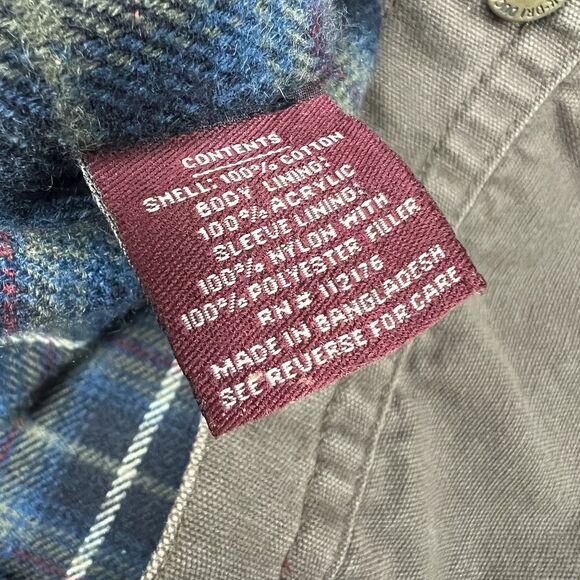 CONTENTS
SHELL: 100% COTTON
BODY LINING:
100% ACRYLIC
SLEEVE LINING:
100% NYLON WITH
100% POLYESTER FILLER
RN # 112176
MADE IN BANGLADESH
SEE REVERSE FOR CARE